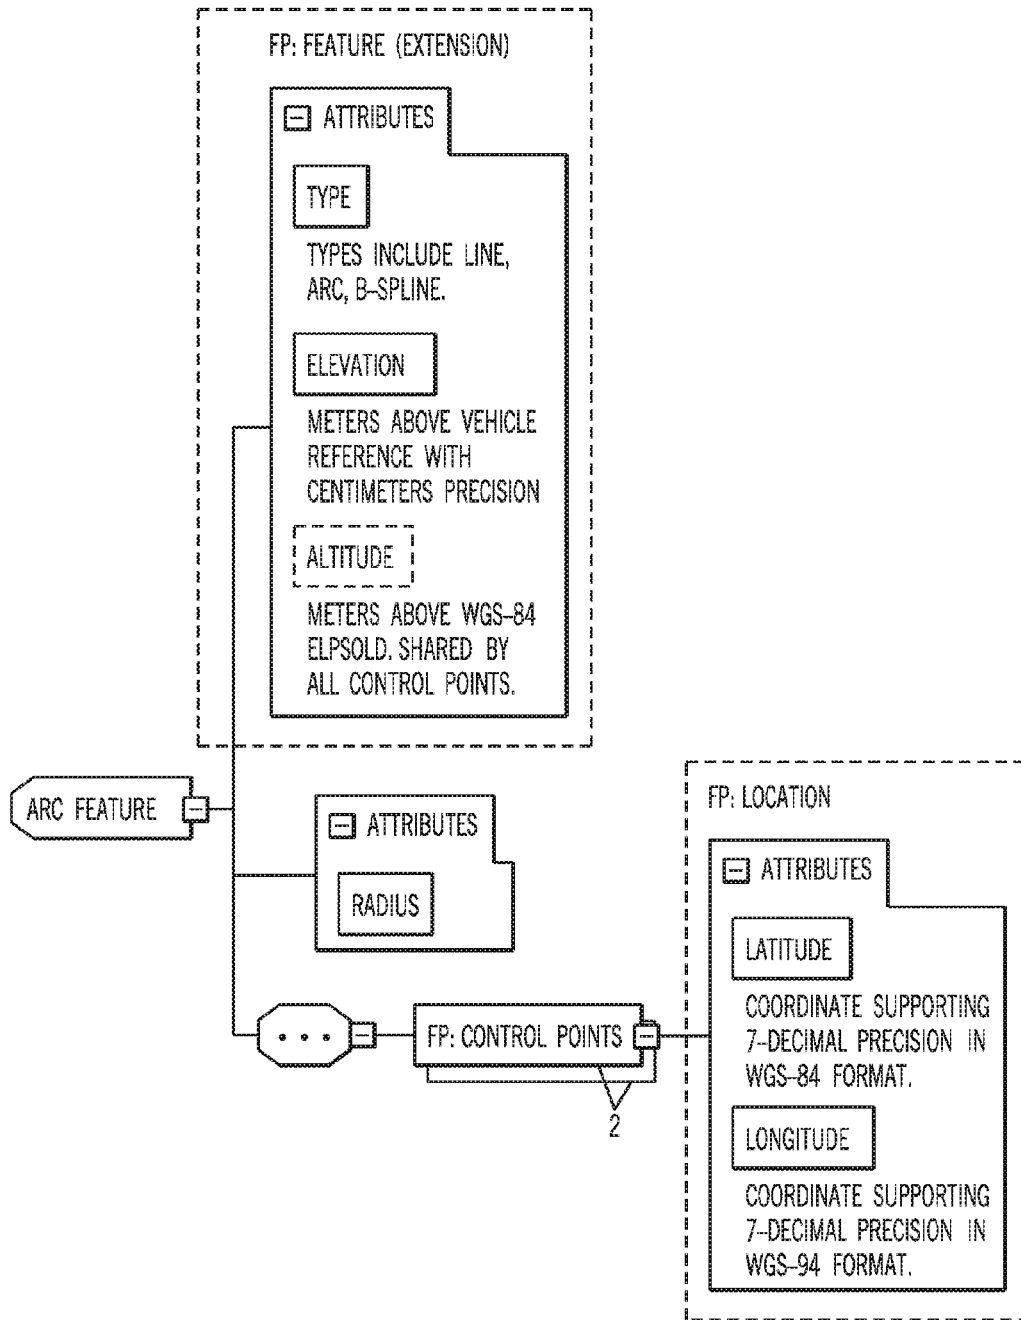 FP: FEATURE (EXTENSION)
ATTRIBUTES
TYPE
TYPES INCLUDE LINE,
ARC, B-SPLINE.
ELEVATION
METERS ABOVE VEHICLE
REFERENCE WITH
CENTIMETERS PRECISION
ALTITUDE
METERS ABOVE WGS-84
ELPSOLD. SHARED BY
ALL CONTROL POINTS.
ARC FEATURE
ATTRIBUTES
RADIUS
FP: CONTROL POINTS
2
FP: LOCATION
ATTRIBUTES
LATITUDE
COORDINATE SUPPORTING
7-DECIMAL PRECISION IN
WGS-84 FORMAT.
LONGITUDE
COORDINATE SUPPORTING
7-DECIMAL PRECISION IN
WGS-94 FORMAT.